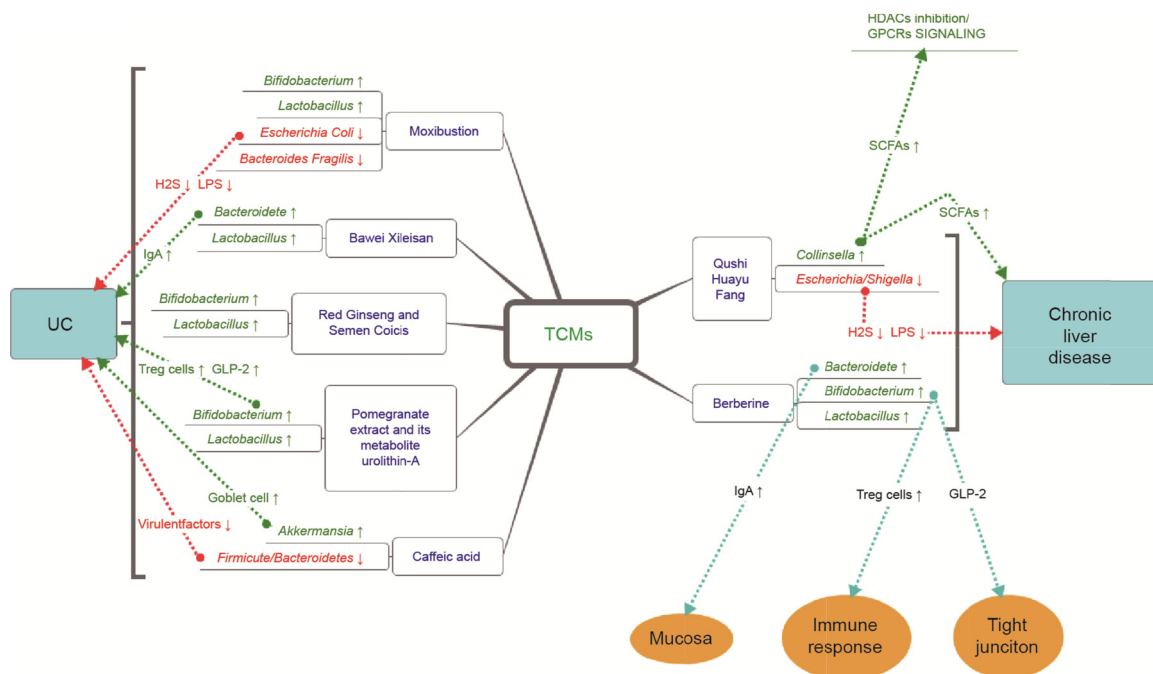 HDACs inhibition/
GPCRs SIGNALING
SCFAs ↑
SCFAs ↑
Bifidobacterium ↑
Lactobacillus ↑
Escherichia Coli ↓
Bacteroides Fragilis ↓
Moxibustion
H2S ↓ LPS ↓
Bacteroidete ↑
Lactobacillus ↑
Bawei Xileisan
IgA ↑
Bifidobacterium ↑
Lactobacillus ↑
Red Ginseng and
Semen Coicis
UC
Treg cells ↑ GLP-2 ↑
Bifidobacterium ↑
Lactobacillus ↑
Pomegranate
extract and its
metabolite
urolithin-A
Goblet cell ↑
Virulentfactors ↓
Akkermansia ↑
Firmicute/Bacteroidetes ↓
Caffeic acid
TCMs
Qushi
Huayu
Fang
Collinsella ↑
Escherichia/Shigella ↓
H2S ↓ LPS ↓
Chronic
liver
disease
Berberine
Bacteroidete ↑
Bifidobacterium ↑
Lactobacillus ↑
IgA ↑
Treg cells ↑
GLP-2
Mucosa
Immune
response
Tight
junciton